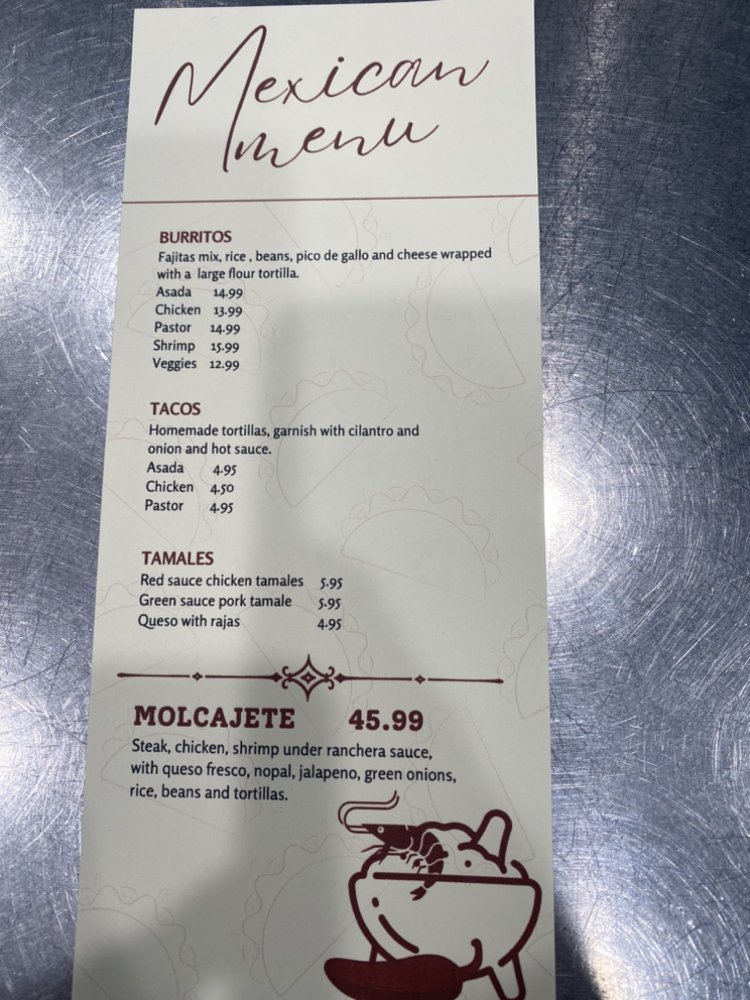 Mexican
menu
BURRITOS
Fajitas mix, rice , beans, pico de gallo and cheese wrapped
with a large flour tortilla.
Asada 14.99
Chicken 13.99
Pastor 14.99
Shrimp 15.99
Veggies 12.99
TACOS
Homemade tortillas, garnish with cilantro and
onion and hot sauce.
Asada 4.95
Chicken 4.50
Pastor 4.95
TAMALES
Red sauce chicken tamales 5.95
Green sauce pork tamale 5.95
Queso with rajas 4.95
MOLCAJETE 45.99
Steak, chicken, shrimp under ranchera sauce,
with queso fresco, nopal, jalapeno, green onions,
rice, beans and tortillas.